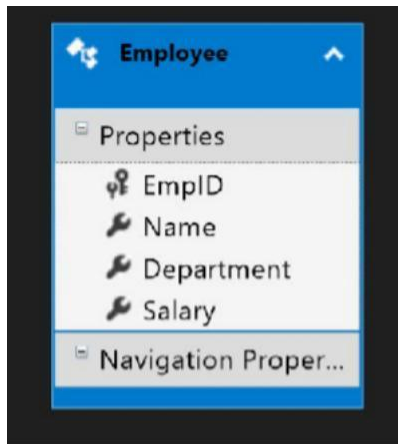 Employee
Properties
EmpID
Name
Department
Salary
Navigation Proper...